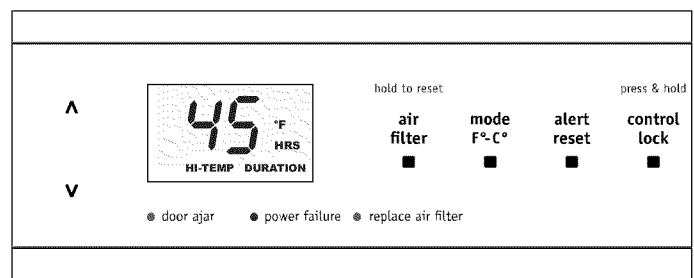 hold to reset
press & hold
air filter
mode F°-C°
alert reset
control lock
45 °F
HRS
HI-TEMP DURATION
door ajar
power failure
replace air filter